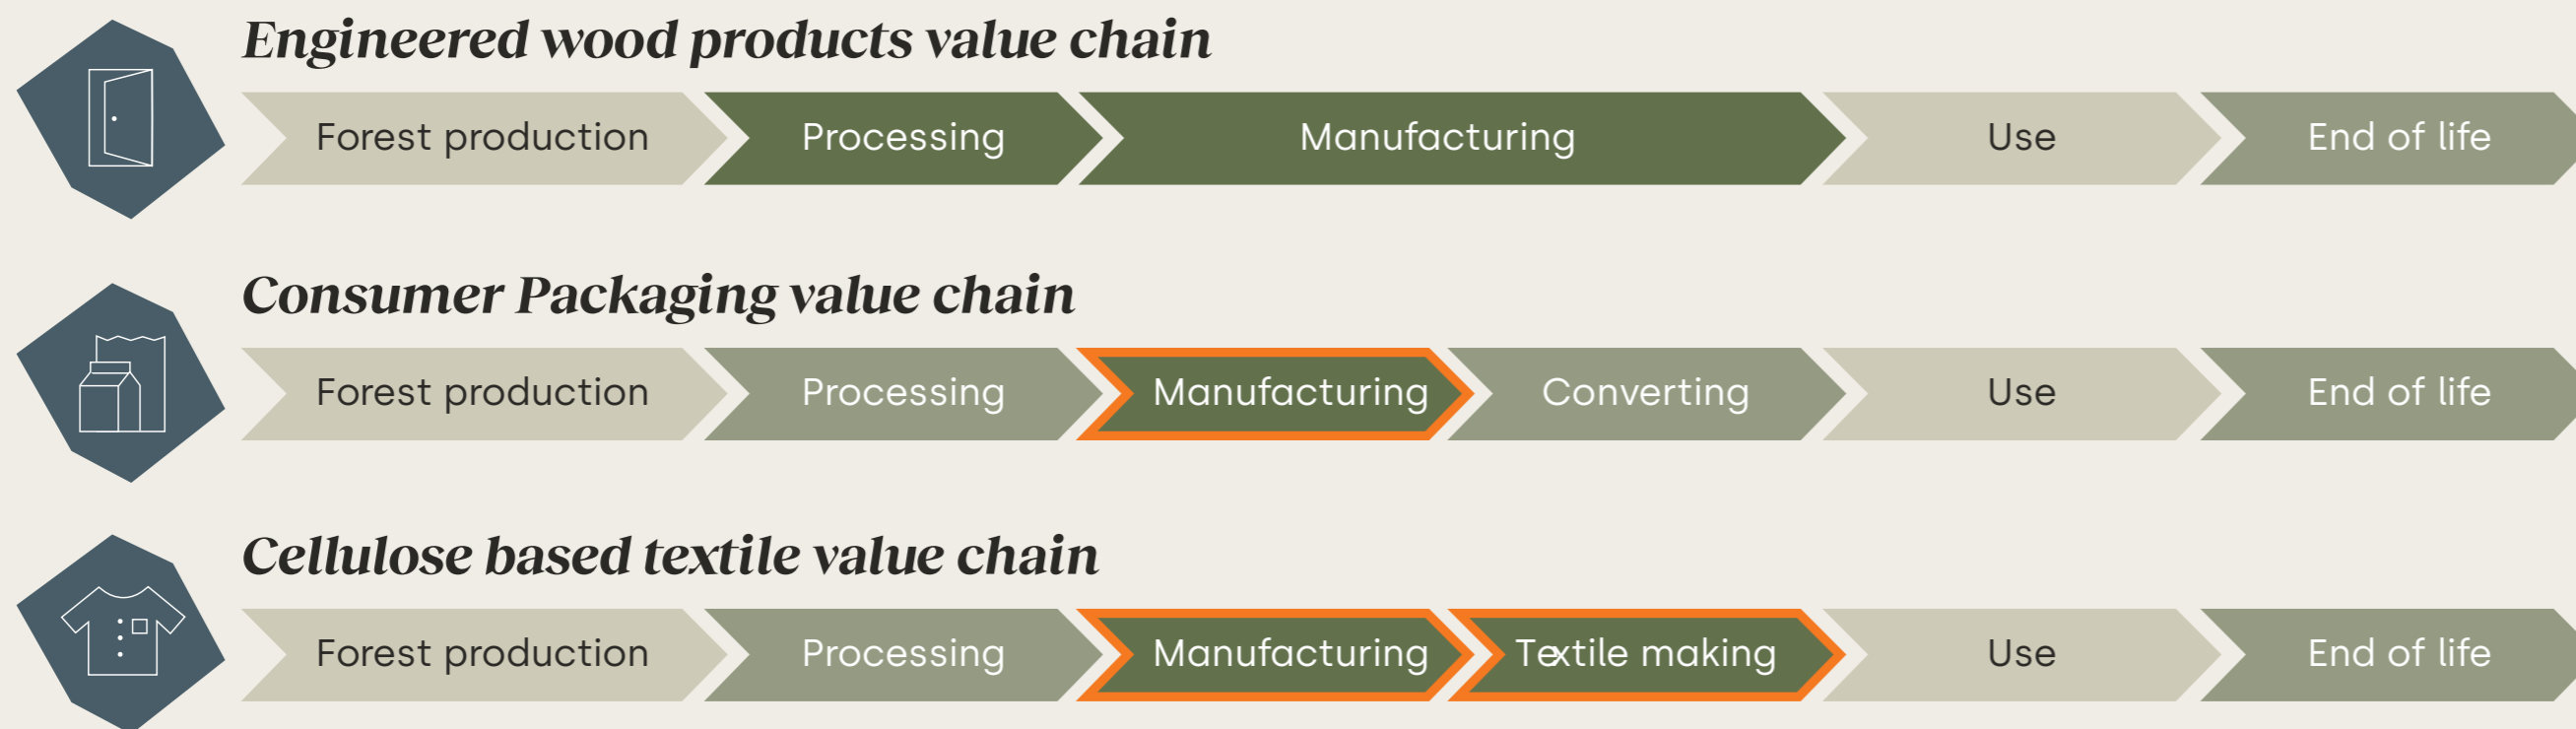 Engineered wood products value chain
Forest production Processing Manufacturing Use End of life
Consumer Packaging value chain
Forest production Processing Manufacturing Converting Use End of life
Cellulose based textile value chain
Forest production Processing Manufacturing Textile making Use End of life